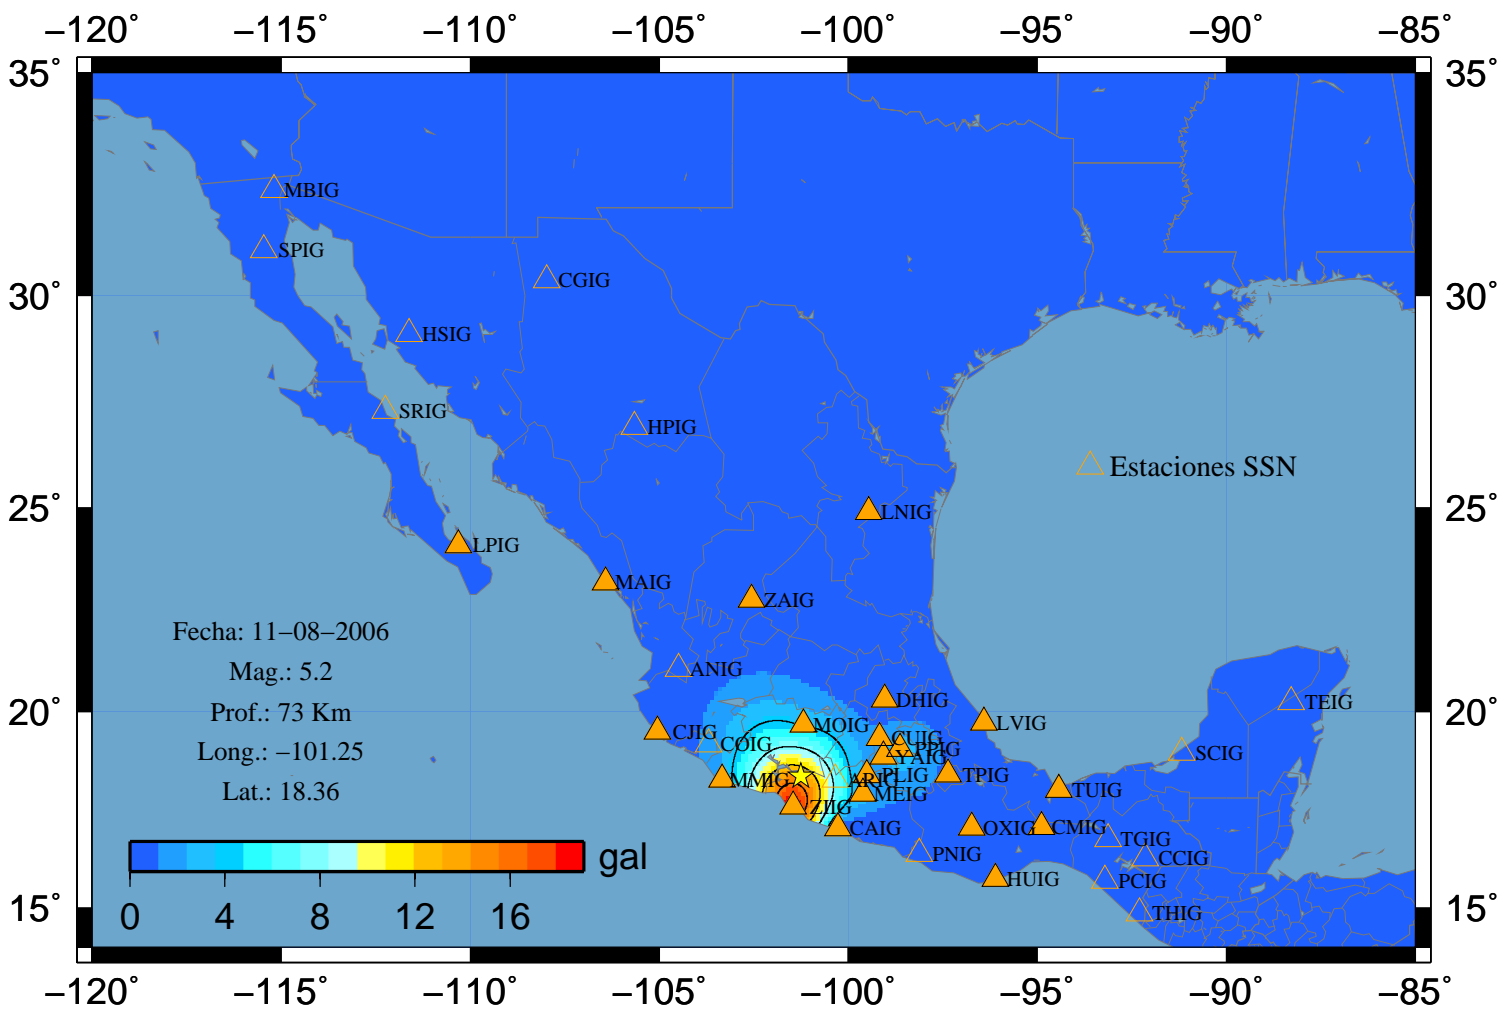 −120° −115° −110° −105° −100° −95° −90° −85°
35° 35°
MBIG
SPIG
CGIG
30° 30°
HSIG
SRIG
HPIG
Estaciones SSN
25° LNIG 25°
LPIG
MAIG
ZAIG
Fecha: 11−08−2006
Mag.: 5.2
Prof.: 73 Km
Long.: −101.25
Lat.: 18.36
ANIG
DHIG
TEIG
20° 20°
MOIG
LVIG
CJIG
CUIG
COIG
PPIG
YAIG
SCIG
PLIG
TPIG
MMIG
ARIG
MEIG
TUIG
ZIIG
CAIG
OXIG
CMIG
TGIG
PNIG
CCIG
HUIG
PCIG
THIG
15° 15°
gal
0 4 8 12 16
−120° −115° −110° −105° −100° −95° −90° −85°